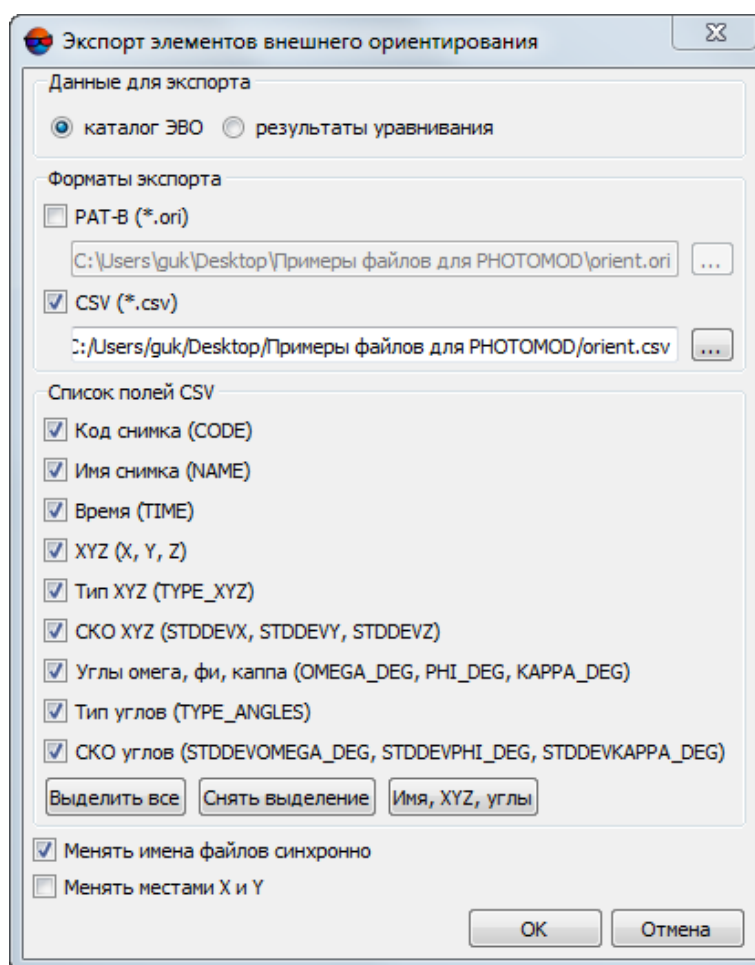 Экспорт элементов внешнего ориентирования
Данные для экспорта
каталог ЭВО результаты уравнивания
Форматы экспорта
PAT-B (*.ori)
C:\Users\guk\Desktop\Примеры файлов для PHOTOMOD\orient.ori ...
CSV (*.csv)
C:/Users/guk/Desktop/Примеры файлов для PHOTOMOD/orient.csv ...
Список полей CSV
Код снимка (CODE)
Имя снимка (NAME)
Время (TIME)
XYZ (X, Y, Z)
Тип XYZ (TYPE_XYZ)
СКО XYZ (STDDEVX, STDDEVY, STDDEVZ)
Углы омега, фи, каппа (OMEGA_DEG, PHI_DEG, KAPPA_DEG)
Тип углов (TYPE_ANGLES)
СКО углов (STDDEVOMEGA_DEG, STDDEVPHI_DEG, STDDEVKAPPA_DEG)
Выделить все Снять выделение Имя, XYZ, углы
Менять имена файлов синхронно
Менять местами X и Y
OK Отмена